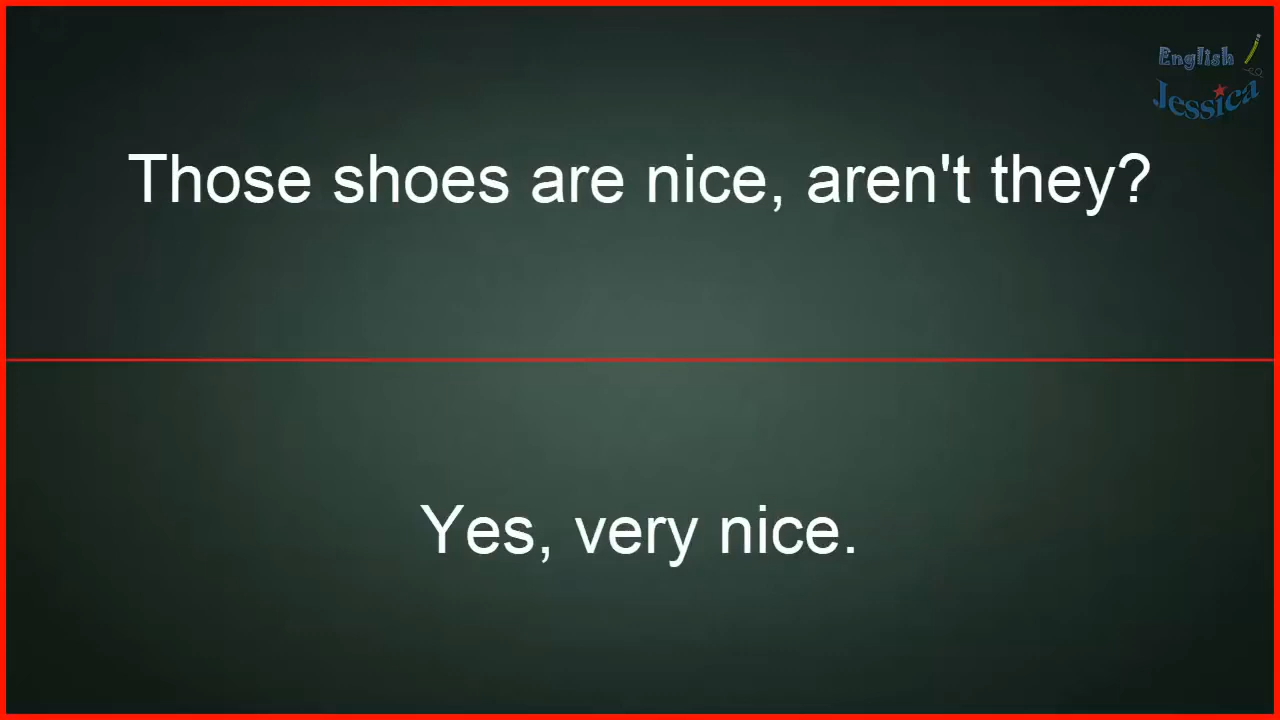 English
Jessica
Those shoes are nice, aren't they?
Yes, very nice.